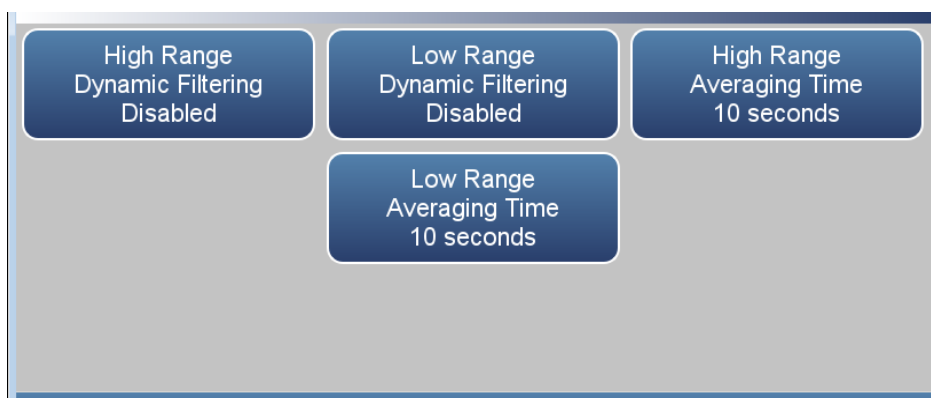 High Range
Dynamic Filtering
Disabled
Low Range
Dynamic Filtering
Disabled
High Range
Averaging Time
10 seconds
Low Range
Averaging Time
10 seconds